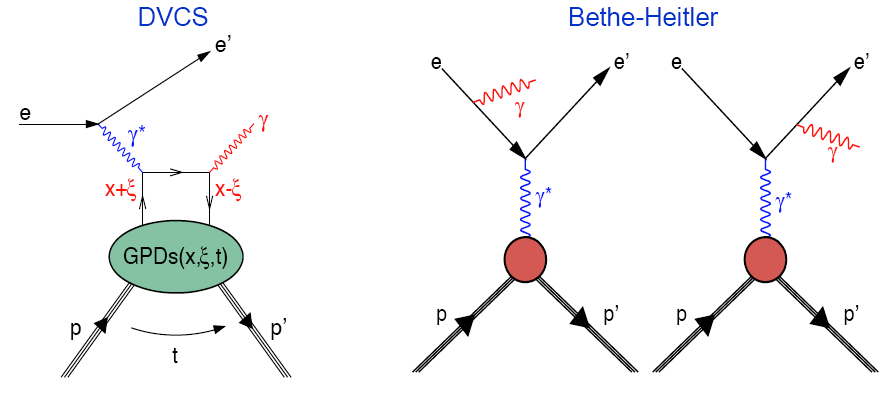 DVCS
e
e’
γ*
γ
x+ξ
x-ξ
GPDs(x,ξ,t)
p
p’
t
Bethe-Heitler
e
e’
γ
γ*
p
p’
e
e’
γ
γ*
p
p’